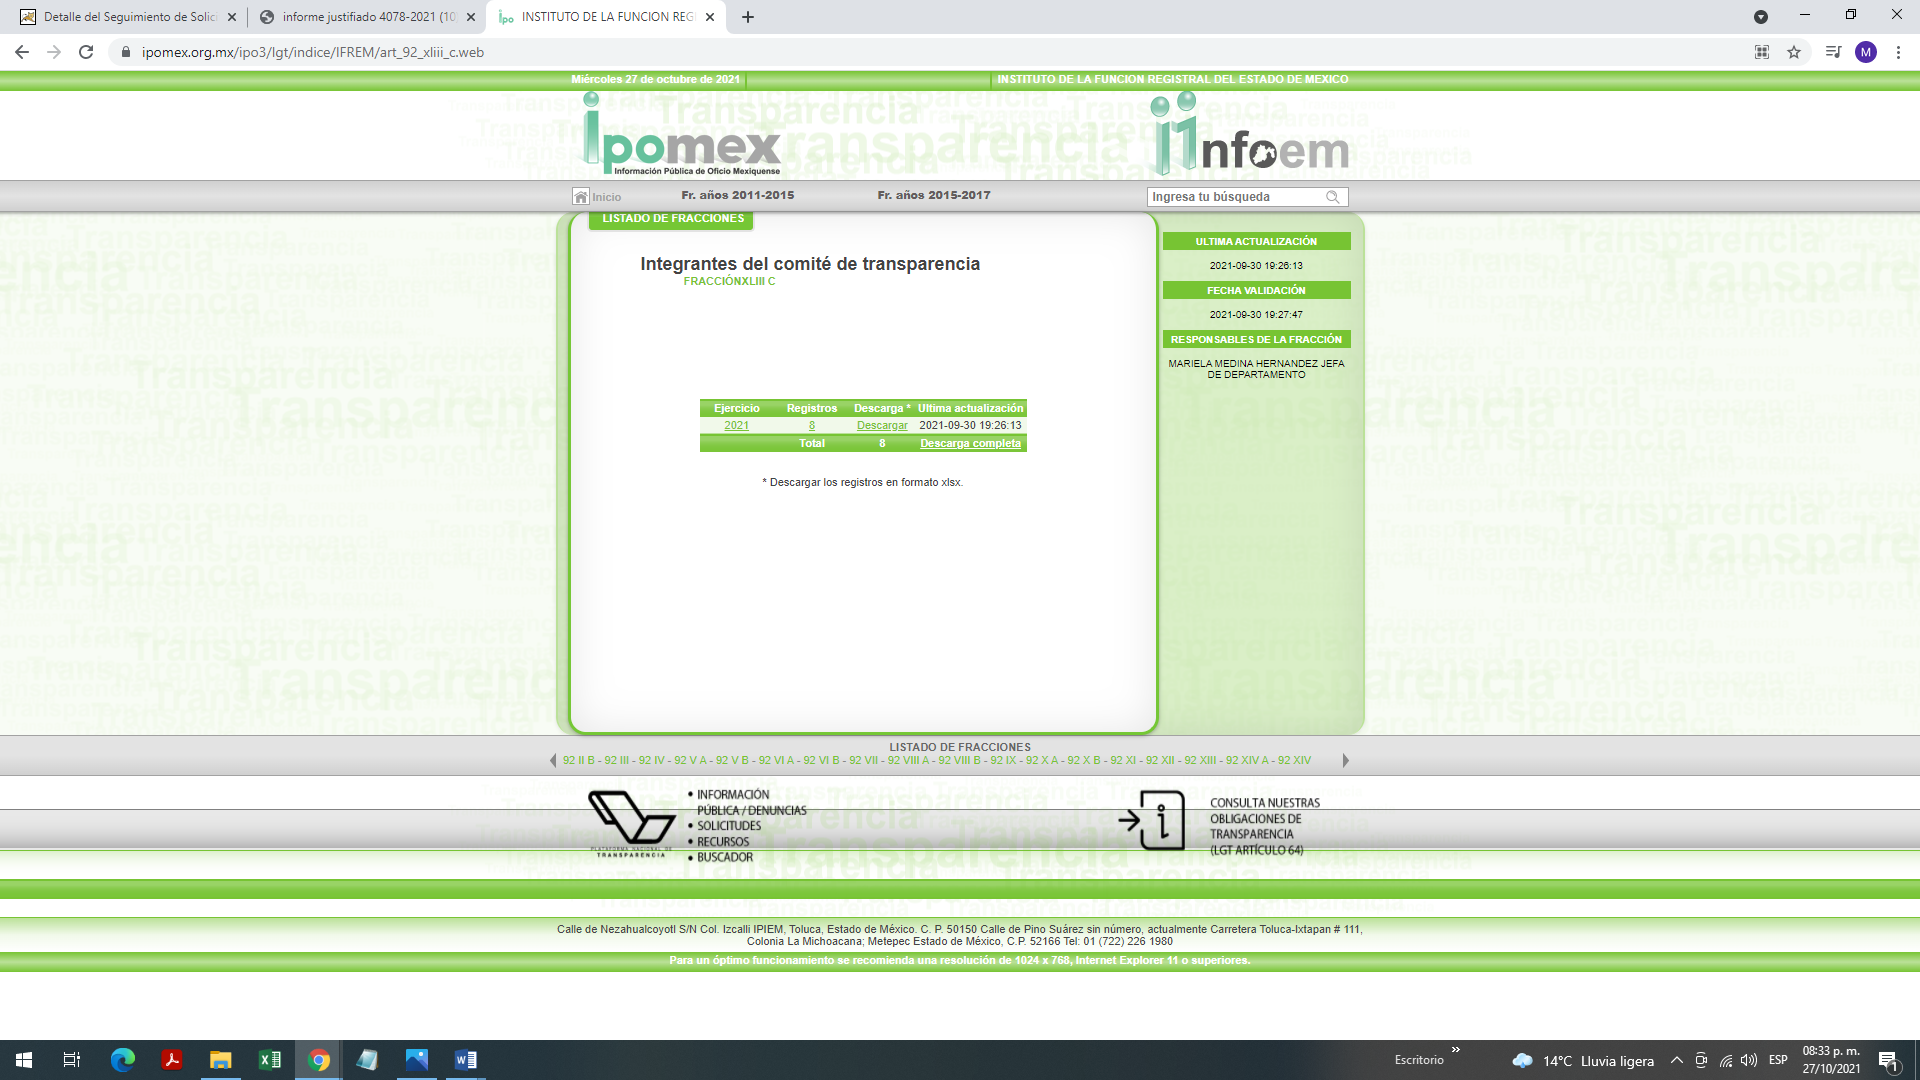 Detalle del Seguimiento de Solici
informe justificado 4078-2021 (10
INSTITUTO DE LA FUNCION REG
ipomex.org.mx/ipo3/lgt/indice/IFREM/art_92_xliii_c.web
M
Miércoles 27 de octubre de 2021
INSTITUTO DE LA FUNCION REGISTRAL DEL ESTADO DE MEXICO
ipomex
Información Pública de Oficio Mexiquense
infoem
Inicio
Fr. años 2011-2015
Fr. años 2015-2017
Ingresa tu búsqueda
LISTADO DE FRACCIONES
Integrantes del comité de transparencia
FRACCIÓNXLIII C
Ejercicio Registros Descarga * Ultima actualización
2021 8 Descargar 2021-09-30 19:26:13
Total 8 Descarga completa
* Descargar los registros en formato xlsx.
ULTIMA ACTUALIZACIÓN
2021-09-30 19:26:13
FECHA VALIDACIÓN
2021-09-30 19:27:47
RESPONSABLES DE LA FRACCIÓN
MARIELA MEDINA HERNANDEZ JEFA
DE DEPARTAMENTO
LISTADO DE FRACCIONES
92 II B - 92 III - 92 IV - 92 V A - 92 V B - 92 VI A - 92 VI B - 92 VII - 92 VIII A - 92 VIII B - 92 IX - 92 X A - 92 X B - 92 XI - 92 XII - 92 XIII - 92 XIV A - 92 XIV
PLATAFORMA NACIONAL DE
TRANSPARENCIA
• INFORMACIÓN
PÚBLICA / DENUNCIAS
• SOLICITUDES
• RECURSOS
• BUSCADOR
CONSULTA NUESTRAS
OBLIGACIONES DE
TRANSPARENCIA
(LGT ARTÍCULO 64)
Calle de Nezahualcoyotl S/N Col. Izcalli IPIEM, Toluca, Estado de México. C. P. 50150 Calle de Pino Suárez sin número, actualmente Carretera Toluca-Ixtapan # 111,
Colonia La Michoacana; Metepec Estado de México, C.P. 52166 Tel: 01 (722) 226 1980
Para un óptimo funcionamiento se recomienda una resolución de 1024 x 768, Internet Explorer 11 o superiores.
Escritorio
14°C Lluvia ligera
ESP
08:33 p. m.
27/10/2021
1